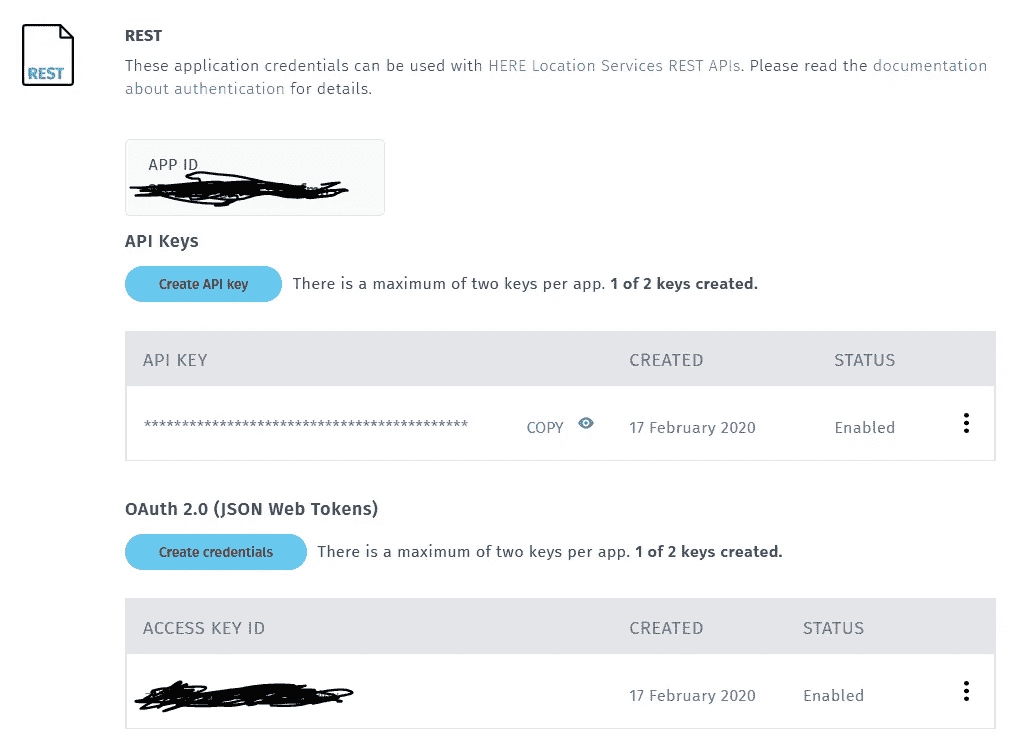 REST
REST
These application credentials can be used with HERE Location Services REST APIs. Please read the documentation
about authentication for details.
APP ID
API Keys
Create API key
There is a maximum of two keys per app. 1 of 2 keys created.
API KEY CREATED STATUS
******************************************* COPY 17 February 2020 Enabled
OAuth 2.0 (JSON Web Tokens)
Create credentials
There is a maximum of two keys per app. 1 of 2 keys created.
ACCESS KEY ID CREATED STATUS
17 February 2020 Enabled